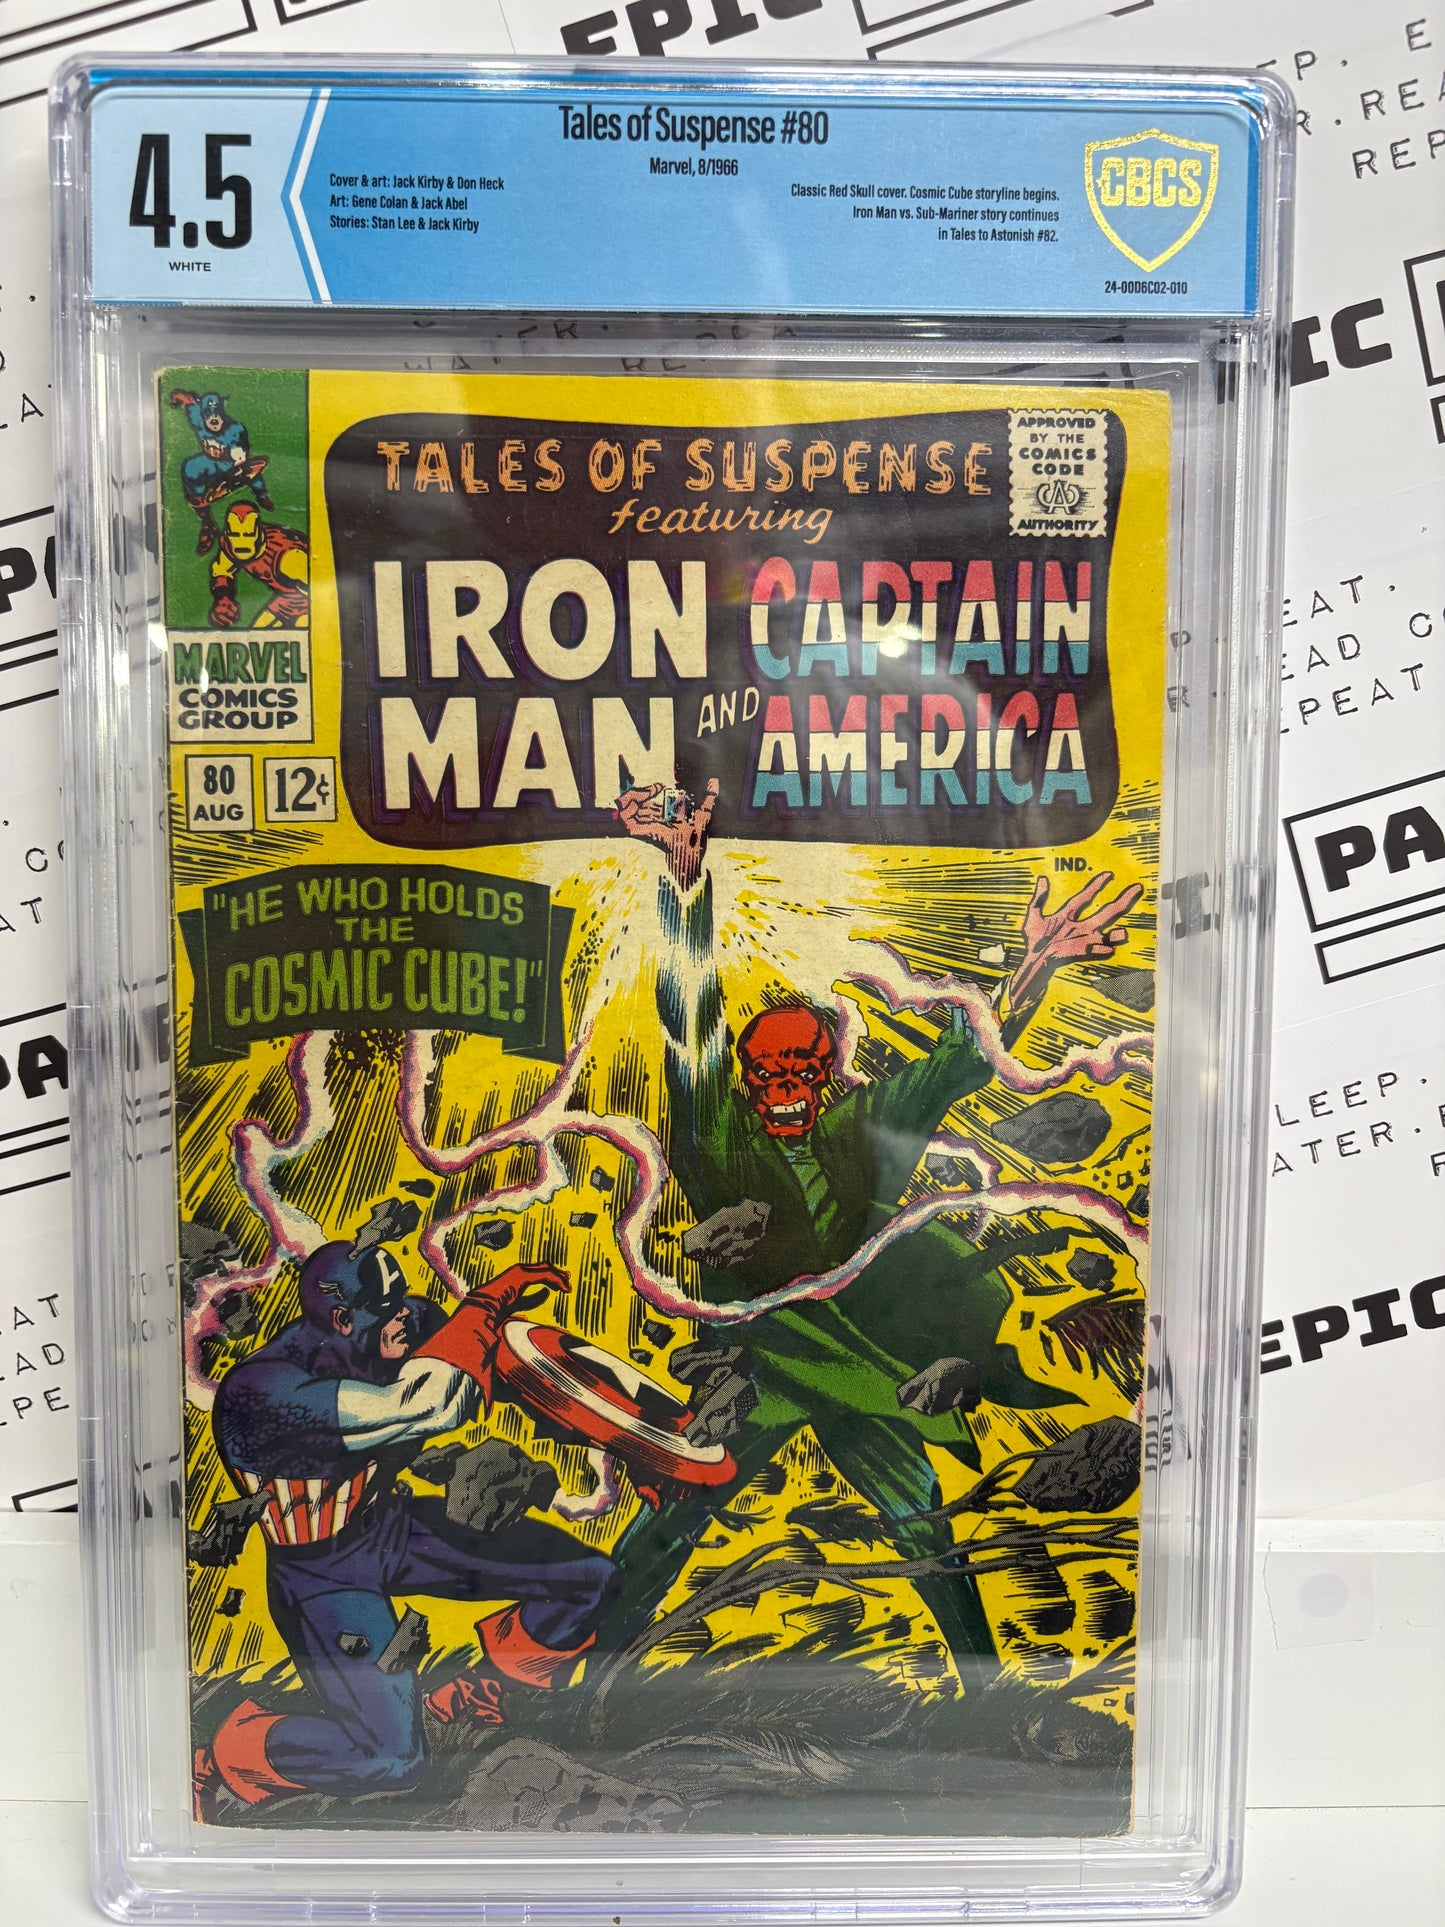 4.5
WHITE
Cover & art: Jack Kirby & Don Heck
Art: Gene Colan & Jack Abel
Stories: Stan Lee & Jack Kirby
Tales of Suspense #80
Marvel, 8/1966
Classic Red Skull cover. Cosmic Cube storyline begins.
Iron Man vs. Sub-Mariner story continues
in Tales to Astonish #82.
CBCS
24-00D6C02-010
TALES OF SUSPENSE
featuring
IRON MAN
AND
CAPTAIN AMERICA
APPROVED
BY THE
COMICS
CODE
CA
AUTHORITY
MARVEL
COMICS
GROUP
80
AUG
12¢
IND.
"HE WHO HOLDS
THE
COSMIC CUBE!"
A
EPIC
REPEAT
EPIC